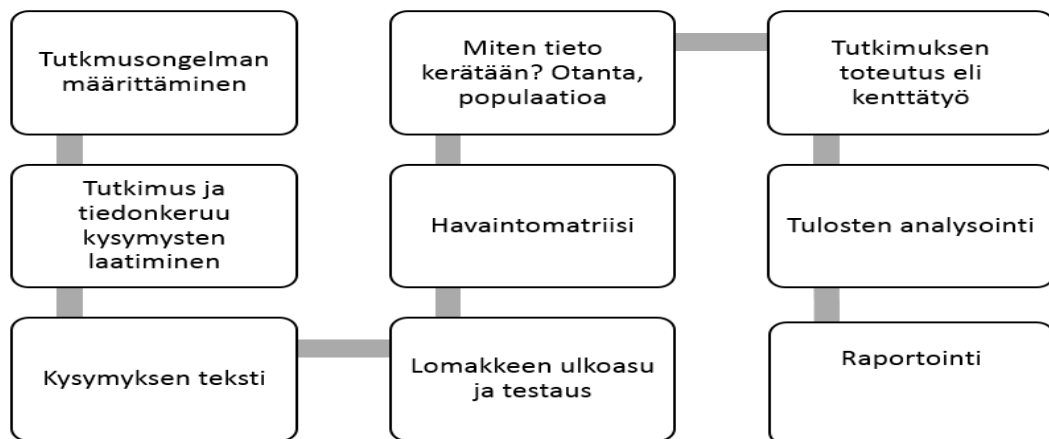 Tutkmusongelman
määrittäminen
Tutkimus ja
tiedonkeruu
kysymysten
laatiminen
Kysymyksen teksti
Lomakkeen ulkoasu
ja testaus
Havaintomatriisi
Miten tieto
kerätään? Otanta,
populaatioa
Tutkimuksen
toteutus eli
kenttätyö
Tulosten analysointi
Raportointi